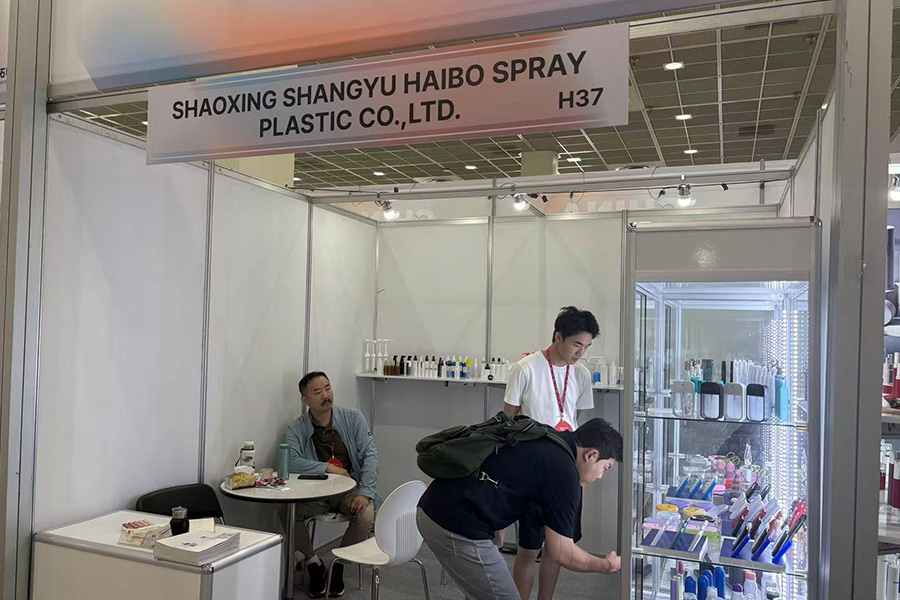 SHAOXING SHANGYU HAIBO SPRAY
PLASTIC CO.,LTD.
H37